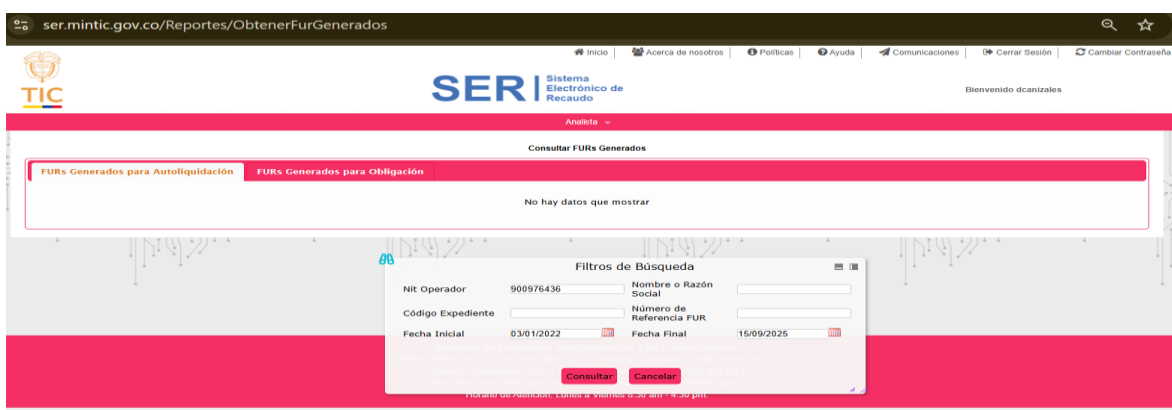 ser.mintic.gov.co/Reportes/ObtenerFurGenerados
Inicio Acerca de nosotros Políticas Ayuda Comunicaciones Cerrar Sesión Cambiar Contraseña
TIC
SER Sistema Electrónico de Recaudo
Bienvenido dcanizales
Analista
Consultar FURs Generados
FURs Generados para Autoliquidación FURs Generados para Obligación
No hay datos que mostrar
Filtros de Búsqueda
Nit Operador 900976436 Nombre o Razón Social
Código Expediente Número de Referencia FUR
Fecha Inicial 03/01/2022 Fecha Final 15/09/2025
Consultar Cancelar
Horario de Atención: Lunes a Viernes 8:30 am - 4:30 pm.